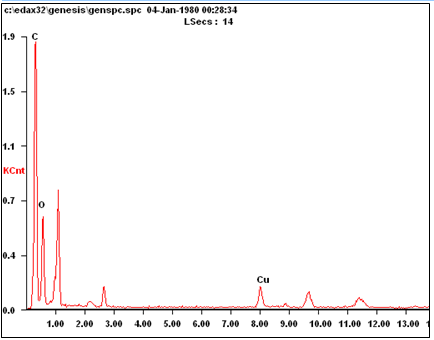 c:\edax32\genesis\genspc.spc 04-Jan-1980 00:28:34
LSecs : 14
1.9
C
1.5
1.1
KCnt
0.7
O
0.4
Cu
0.0
1.00 2.00 3.00 4.00 5.00 6.00 7.00 8.00 9.00 10.00 11.00 12.00 13.0